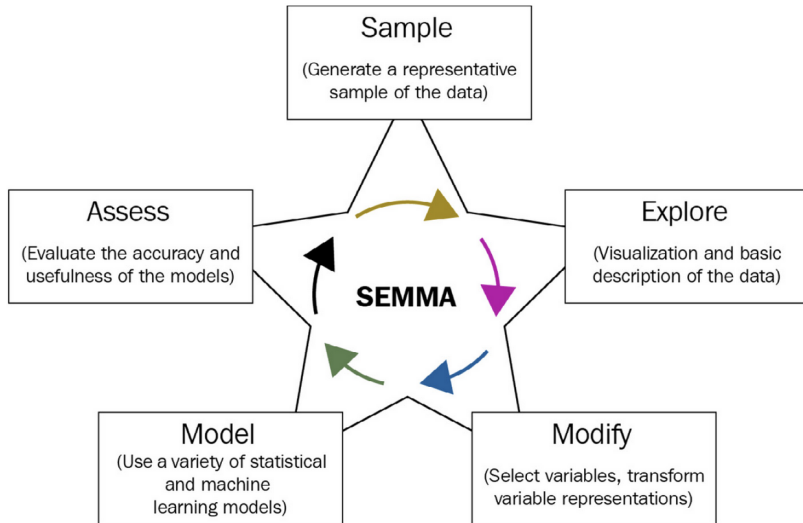 Sample
(Generate a representative
sample of the data)
Assess
(Evaluate the accuracy and
usefulness of the models)
Explore
(Visualization and basic
description of the data)
SEMMA
Model
(Use a variety of statistical
and machine
learning models)
Modify
(Select variables, transform
variable representations)